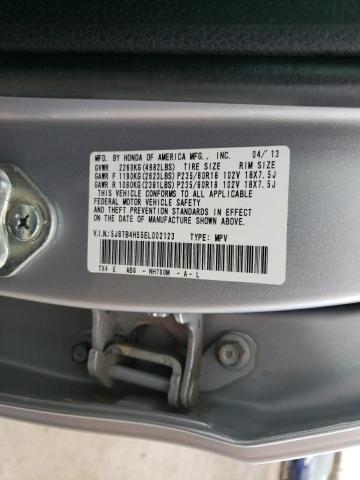 MFD. BY HONDA OF AMERICA MFG., INC. 04/13
GVWR 2260KG(4982LBS) TIRE SIZE RIM SIZE
GAWR F 1190KG(2623LBS)P235/60R18 102V 18X7.5J
GAWR R 1080KG(2381LBS)P235/60R18 102V 18X7.5J
THIS VEHICLE CONFORMS TO ALL APPLICABLE
FEDERAL MOTOR VEHICLE SAFETY
AND THEFT PREVENTION STANDARDS IN EFFECT
ON THE DATE OF MANUFACTURE SHOWN ABOVE.
V.I.N.:5J8TB4H55EL002123 TYPE: MPV
TX4 E AB6 - NH700M - A - L